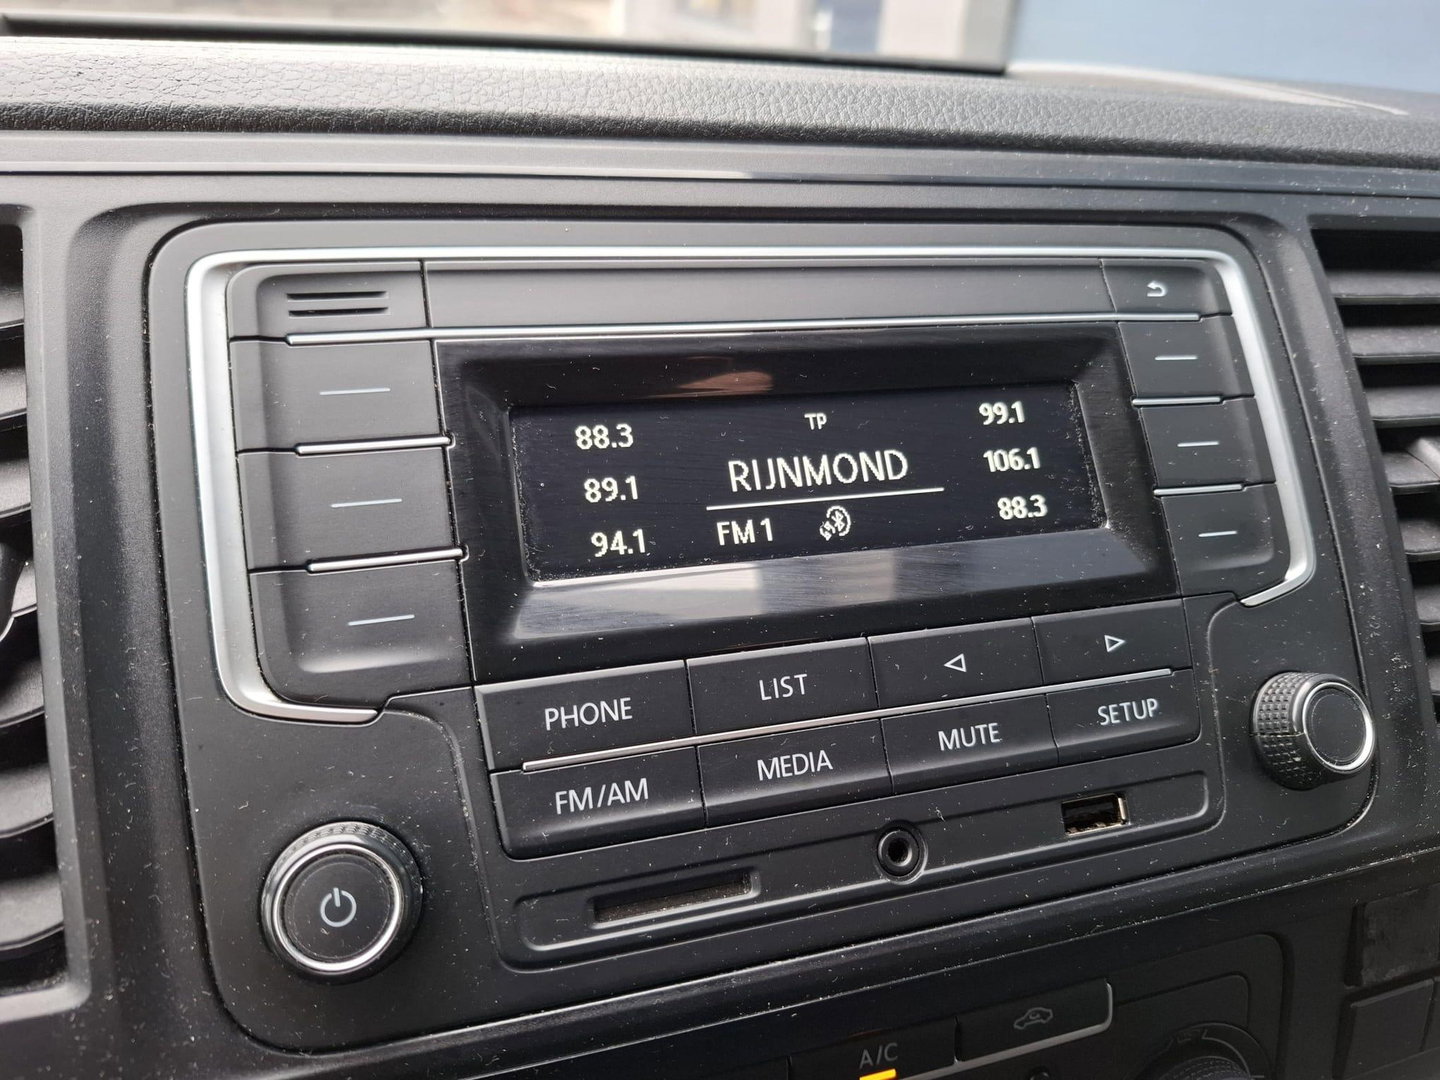 88.3 TP 99.1
89.1 RIJNMOND 106.1
94.1 FM 1 88.3
PHONE LIST
FM/AM MEDIA MUTE SETUP
A/C